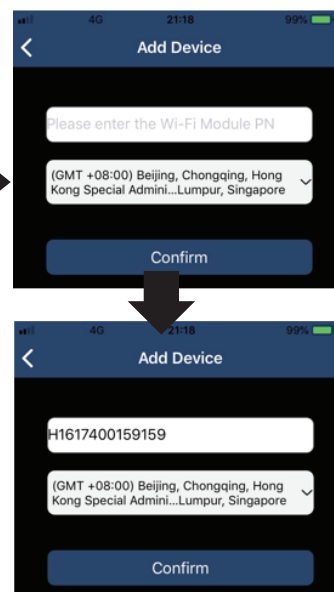 4G 21:18 99%
Add Device
Please enter the Wi-Fi Module PN
(GMT +08:00) Beijing, Chongqing, Hong
Kong Special Admini...Lumpur, Singapore
Confirm
4G 21:18 99%
Add Device
H1617400159159
(GMT +08:00) Beijing, Chongqing, Hong
Kong Special Admini...Lumpur, Singapore
Confirm